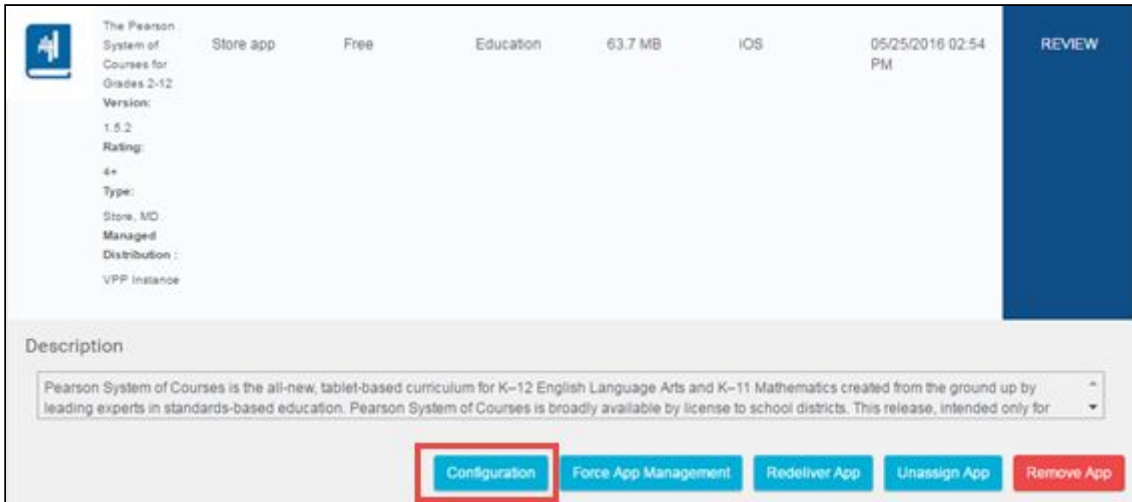 The Pearson
System of
Courses for
Grades 2-12
Version:
1.5.2
Rating:
4+
Type:
Store, MD
Managed
Distribution :
VPP Instance
Store app
Free
Education
63.7 MB
iOS
05/25/2016 02:54
PM
REVIEW
Description
Pearson System of Courses is the all-new, tablet-based curriculum for K–12 English Language Arts and K–11 Mathematics created from the ground up by
leading experts in standards-based education. Pearson System of Courses is broadly available by license to school districts. This release, intended only for
Configuration
Force App Management
Redeliver App
Unassign App
Remove App